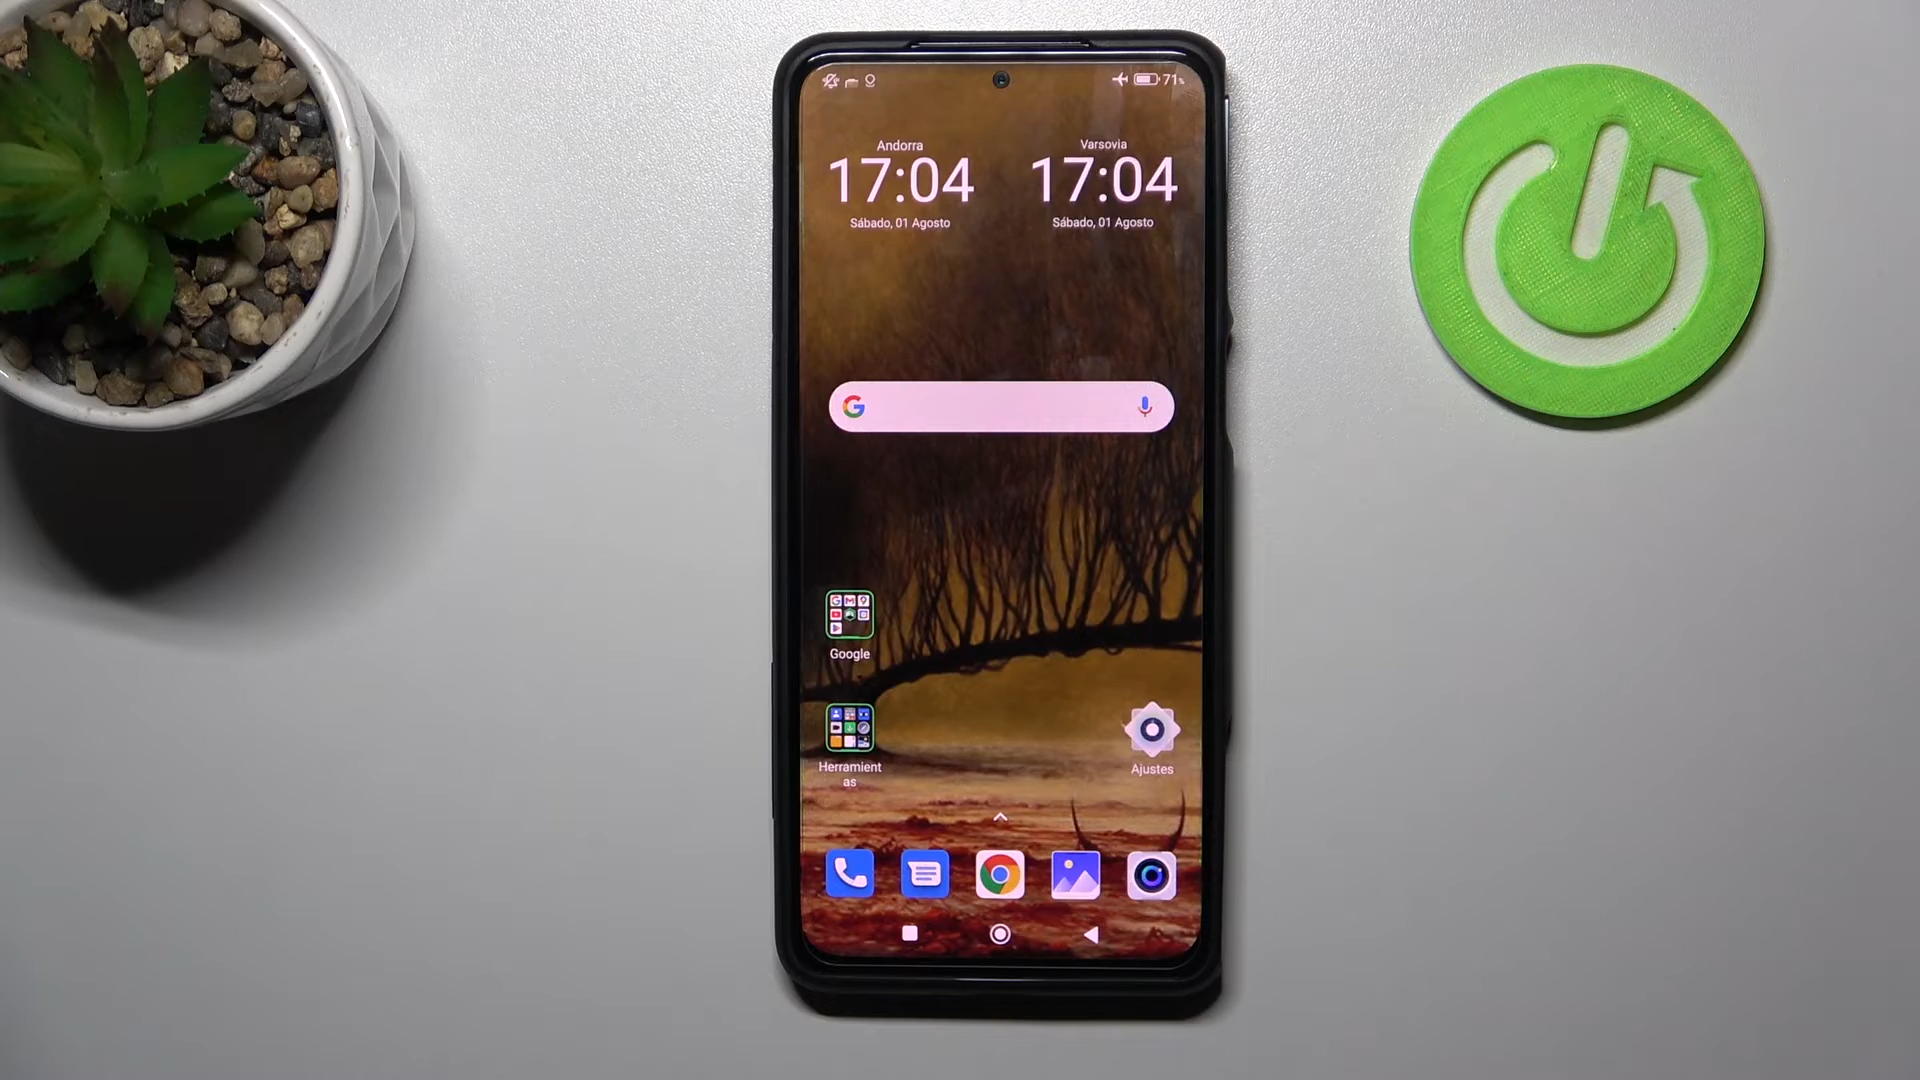 71%
Andorra Varsovia
17:04 17:04
Sábado, 01 Agosto Sábado, 01 Agosto
Google
Herramient
as
Ajustes